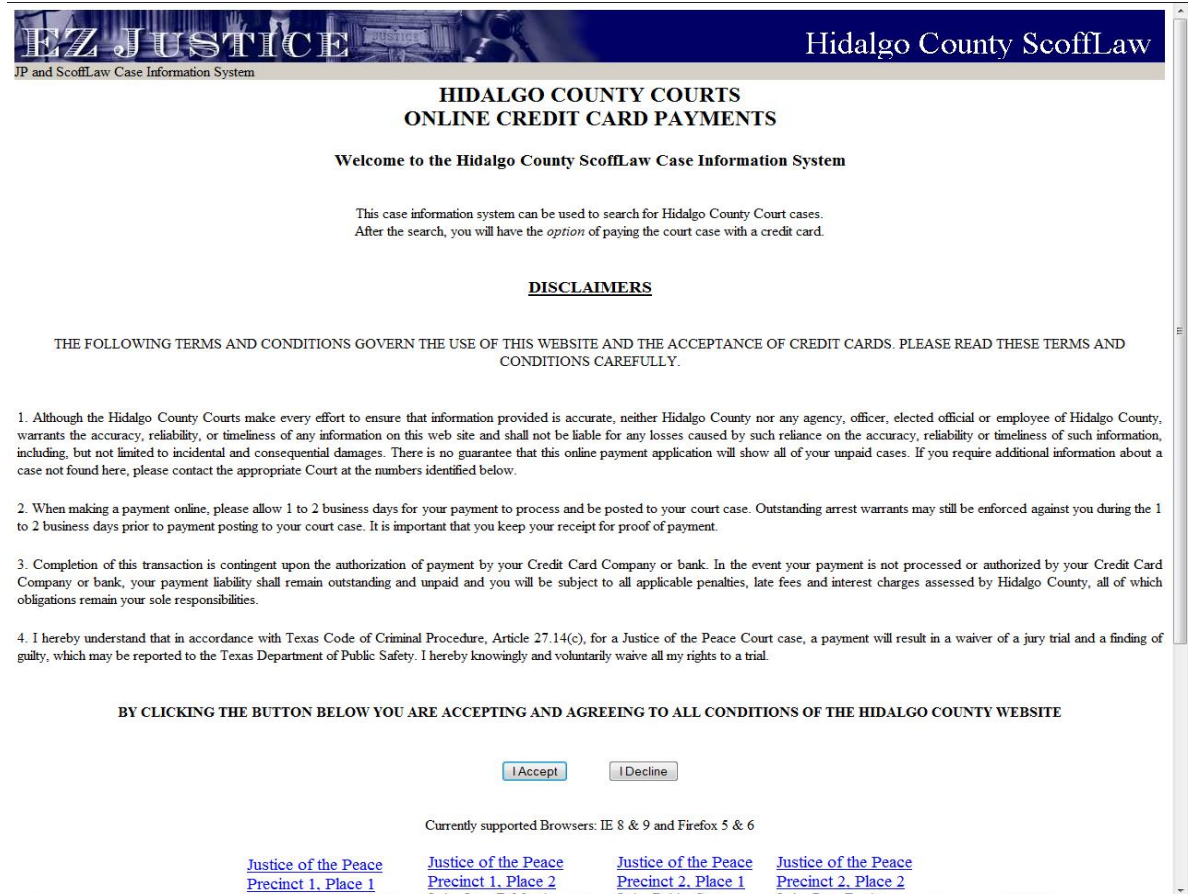 EZ JUSTICE
JUSTICE
Hidalgo County ScoffLaw
JP and ScoffLaw Case Information System
HIDALGO COUNTY COURTS
ONLINE CREDIT CARD PAYMENTS
Welcome to the Hidalgo County ScoffLaw Case Information System
This case information system can be used to search for Hidalgo County Court cases.
After the search, you will have the option of paying the court case with a credit card.
DISCLAIMERS
THE FOLLOWING TERMS AND CONDITIONS GOVERN THE USE OF THIS WEBSITE AND THE ACCEPTANCE OF CREDIT CARDS. PLEASE READ THESE TERMS AND
CONDITIONS CAREFULLY.
1. Although the Hidalgo County Courts make every effort to ensure that information provided is accurate, neither Hidalgo County nor any agency, officer, elected official or employee of Hidalgo County,
warrants the accuracy, reliability, or timeliness of any information on this web site and shall not be liable for any losses caused by such reliance on the accuracy, reliability or timeliness of such information,
including, but not limited to incidental and consequential damages. There is no guarantee that this online payment application will show all of your unpaid cases. If you require additional information about a
case not found here, please contact the appropriate Court at the numbers identified below.
2. When making a payment online, please allow 1 to 2 business days for your payment to process and be posted to your court case. Outstanding arrest warrants may still be enforced against you during the 1
to 2 business days prior to payment posting to your court case. It is important that you keep your receipt for proof of payment.
3. Completion of this transaction is contingent upon the authorization of payment by your Credit Card Company or bank. In the event your payment is not processed or authorized by your Credit Card
Company or bank, your payment liability shall remain outstanding and unpaid and you will be subject to all applicable penalties, late fees and interest charges assessed by Hidalgo County, all of which
obligations remain your sole responsibilities.
4. I hereby understand that in accordance with Texas Code of Criminal Procedure, Article 27.14(c), for a Justice of the Peace Court case, a payment will result in a waiver of a jury trial and a finding of
guilty, which may be reported to the Texas Department of Public Safety. I hereby knowingly and voluntarily waive all my rights to a trial.
BY CLICKING THE BUTTON BELOW YOU ARE ACCEPTING AND AGREEING TO ALL CONDITIONS OF THE HIDALGO COUNTY WEBSITE
I Accept I Decline
Currently supported Browsers: IE 8 & 9 and Firefox 5 & 6
Justice of the Peace Justice of the Peace Justice of the Peace Justice of the Peace
Precinct 1, Place 1 Precinct 1, Place 2 Precinct 2, Place 1 Precinct 2, Place 2